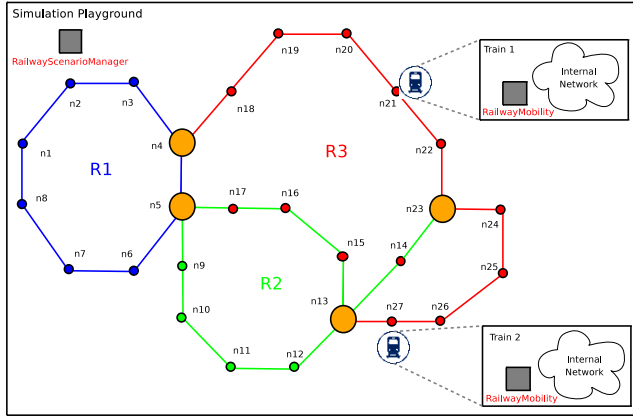 Simulation Playground
RailwayScenarioManager
n19
n20
Train 1
Internal
Network
RailwayMobility
n2
n3
n18
n21
n1
n4
R1
R3
n22
n8
n5
n17
n16
n23
n24
n7
n6
n9
n15
n14
n25
R2
n10
n13
n27
n26
n11
n12
Train 2
Internal
Network
RailwayMobility